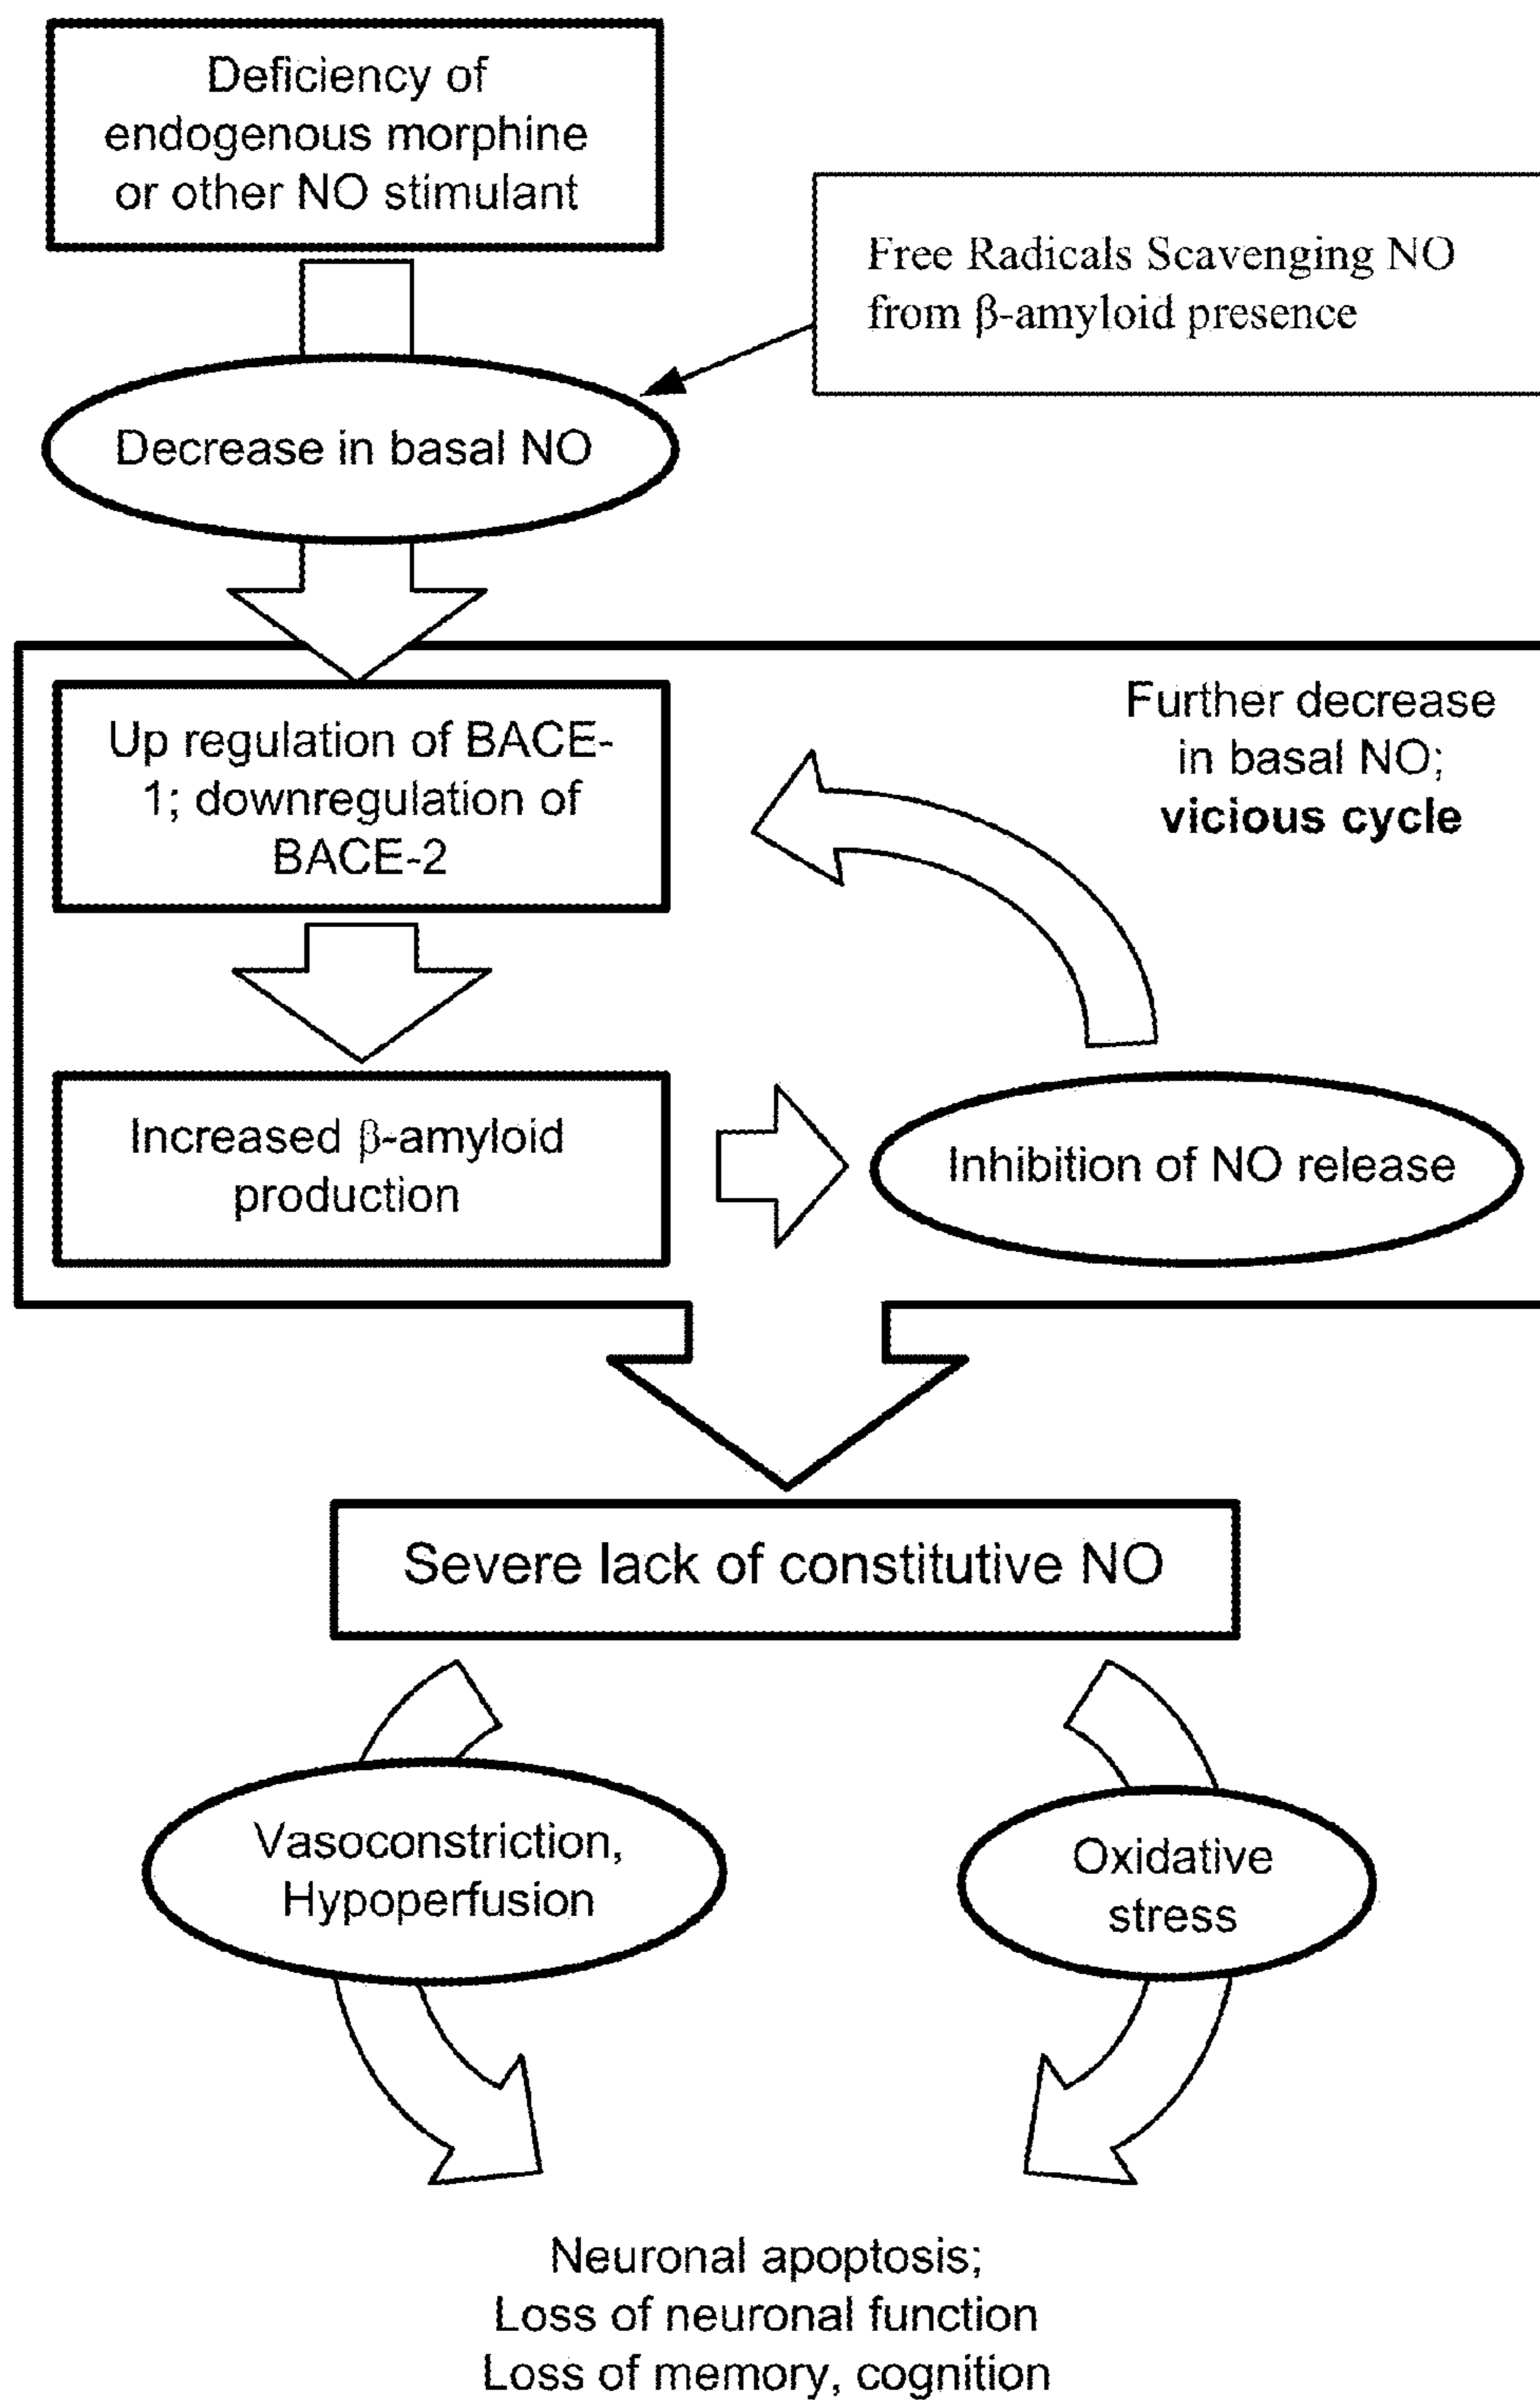 Deficiency of
endogenous morphine
or other NO stimulant
Free Radicals Scavenging NO
from β-amyloid presence
Decrease in basal NO
Up regulation of BACE-
1; downregulation of
BACE-2
Further decrease
in basal NO;
vicious cycle
Increased β-amyloid
production
Inhibition of NO release
Severe lack of constitutive NO
Vasoconstriction,
Hypoperfusion
Oxidative
stress
Neuronal apoptosis;
Loss of neuronal function
Loss of memory, cognition